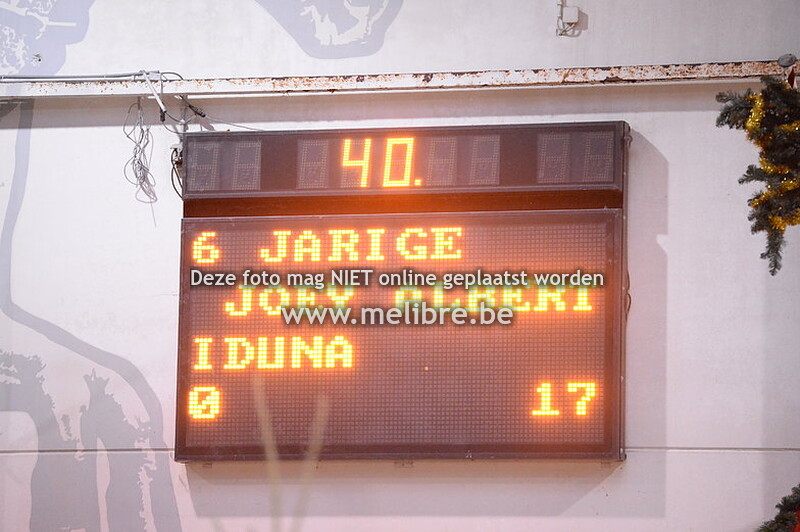 40.
6 JARIGE
Deze foto mag NIET online geplaatst worden
JOEY ALBERT
www.melibre.be
IDUNA
0 17